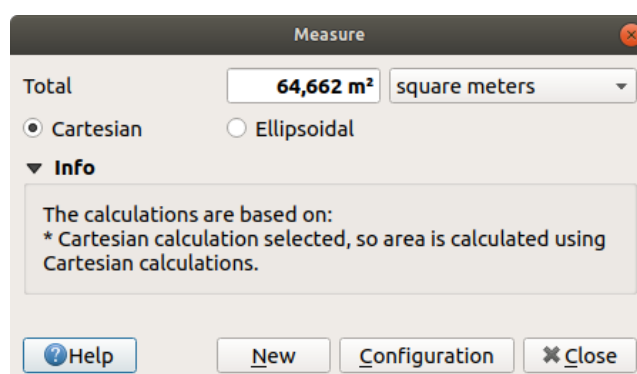 Measure
Total 64,662 m² square meters
Cartesian Ellipsoidal
Info
The calculations are based on:
* Cartesian calculation selected, so area is calculated using
Cartesian calculations.
Help New Configuration Close